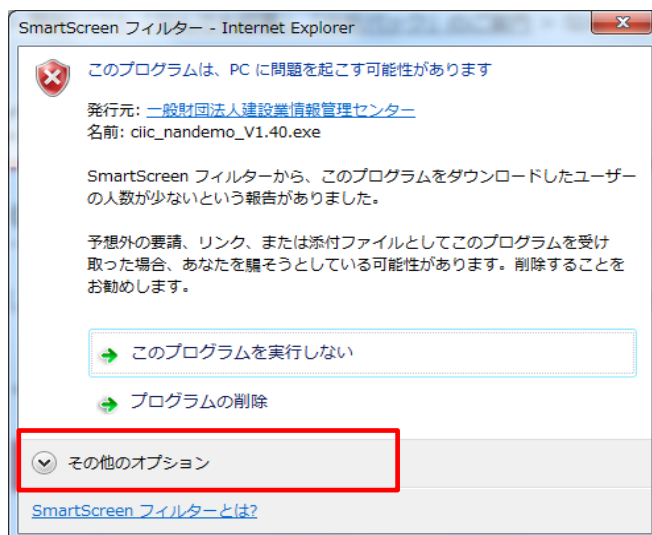 SmartScreen フィルター - Internet Explorer
このプログラムは、PC に問題を起こす可能性があります
発行元: 一般財団法人建設業情報管理センター
名前: ciic_nandemo_V1.40.exe
SmartScreen フィルターから、このプログラムをダウンロードしたユーザー
の人数が少ないという報告がありました。
予想外の要請、リンク、または添付ファイルとしてこのプログラムを受け
取った場合、あなたを騙そうとしている可能性があります。削除することを
お勧めします。
このプログラムを実行しない
プログラムの削除
その他のオプション
SmartScreen フィルターとは?